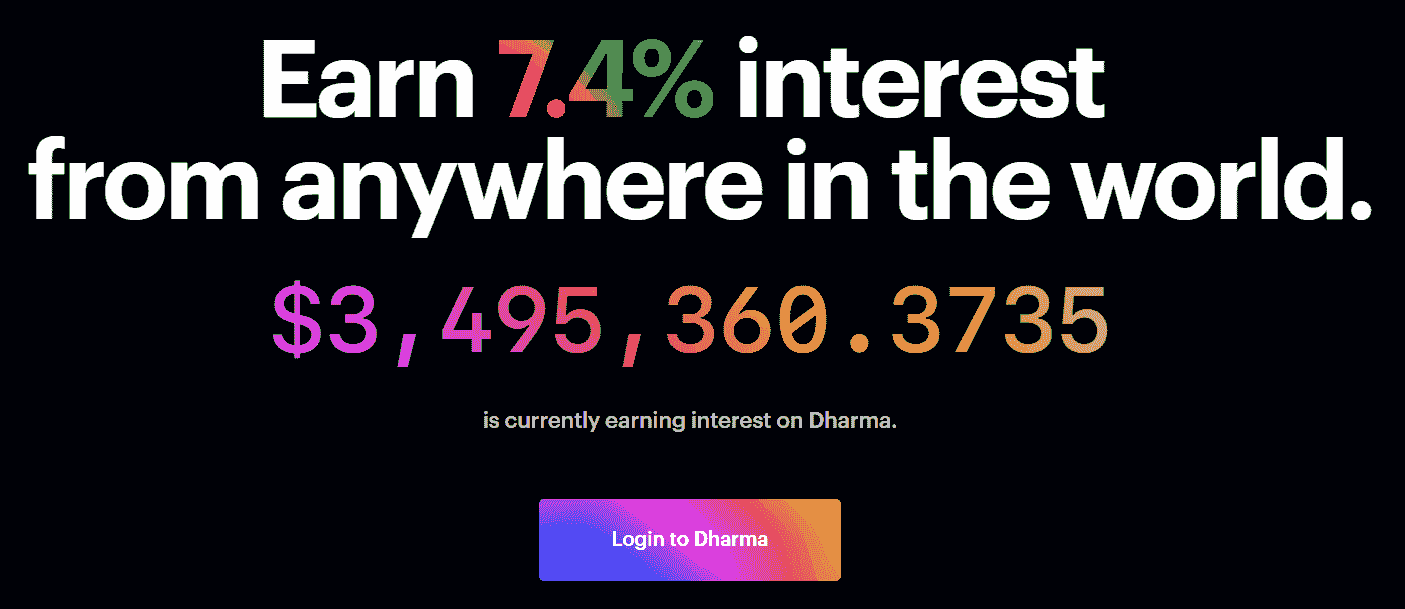 Earn 7.4% interest
from anywhere in the world.
$3,495,360.3735
is currently earning interest on Dharma.
Login to Dharma